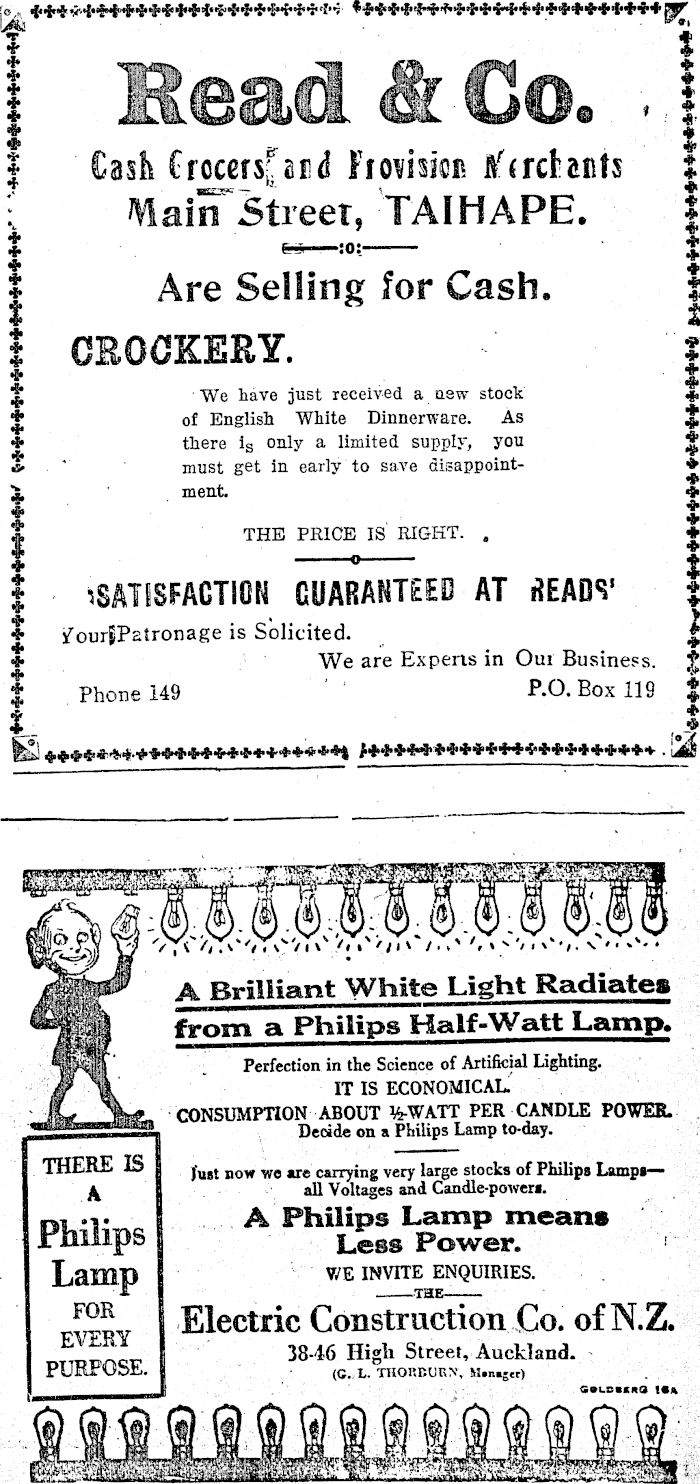 Read & Co.
Cash Grocers and Provision Merchants
Main Street, TAIHAPE.
:o:
Are Selling for Cash.
CROCKERY.
We have just received a new stock
of English White Dinnerware. As
there is only a limited supply, you
must get in early to save disappoint-
ment.
THE PRICE IS RIGHT.
SATISFACTION GUARANTEED AT READS'
Your Patronage is Solicited.
We are Experts in Our Business.
Phone 149
P.O. Box 119
A Brilliant White Light Radiates
from a Philips Half-Watt Lamp.
Perfection in the Science of Artificial Lighting.
IT IS ECONOMICAL.
CONSUMPTION ABOUT ½-WATT PER CANDLE POWER.
Decide on a Philips Lamp to-day.
Just now we are carrying very large stocks of Philips Lamps—
all Voltages and Candle-powers.
A Philips Lamp means
Less Power.
WE INVITE ENQUIRIES.
—THE—
Electric Construction Co. of N.Z.
38-46 High Street, Auckland.
(G. L. THORBURN, Manager)
GOLDBERG 16A
THERE IS
A
Philips
Lamp
FOR
EVERY
PURPOSE.